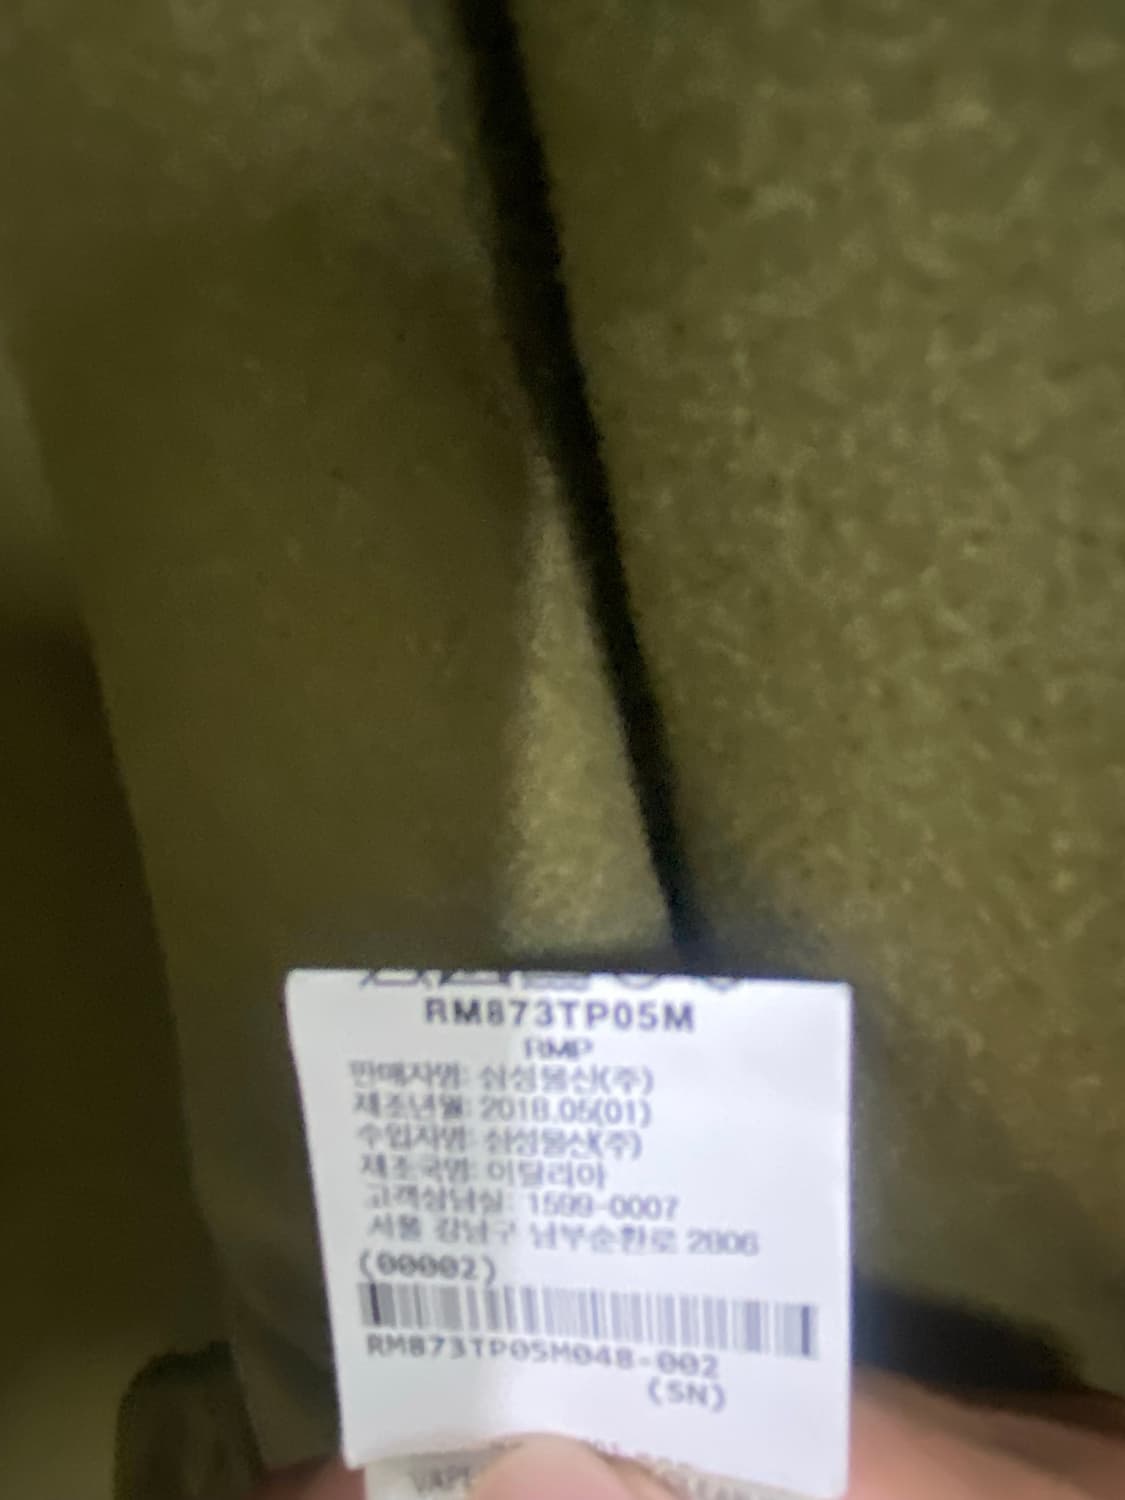 RM873TP05M
RMP
판매자명: 삼성물산(주)
제조년월: 2018.05(01)
수입자명: 삼성물산(주)
제조국명: 이탈리아
고객상담실: 1599-0007
서울 강남구 남부순환로 2806
(00002)
RM873TP05M048-002
(SN)